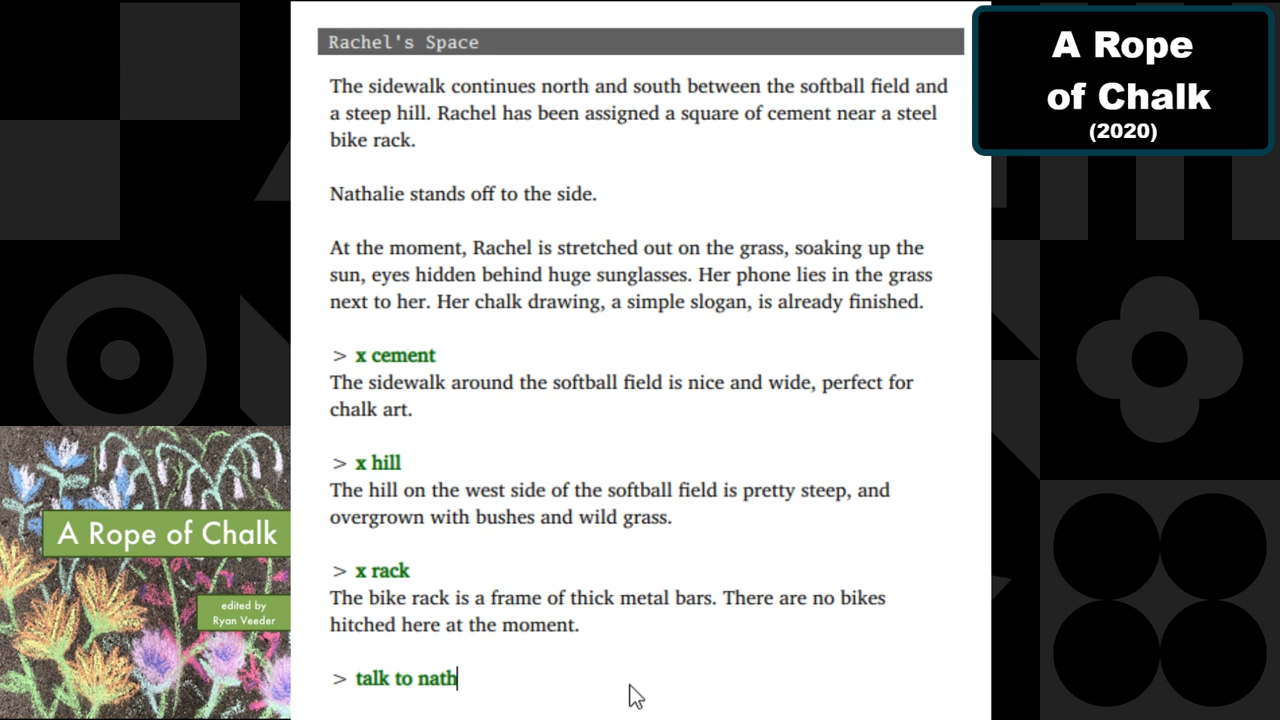 Rachel's Space
The sidewalk continues north and south between the softball field and
a steep hill. Rachel has been assigned a square of cement near a steel
bike rack.
Nathalie stands off to the side.
At the moment, Rachel is stretched out on the grass, soaking up the
sun, eyes hidden behind huge sunglasses. Her phone lies in the grass
next to her. Her chalk drawing, a simple slogan, is already finished.
> x cement
The sidewalk around the softball field is nice and wide, perfect for
chalk art.
> x hill
The hill on the west side of the softball field is pretty steep, and
overgrown with bushes and wild grass.
> x rack
The bike rack is a frame of thick metal bars. There are no bikes
hitched here at the moment.
> talk to nath
A Rope
of Chalk
(2020)
A Rope of Chalk
edited by
Ryan Veeder